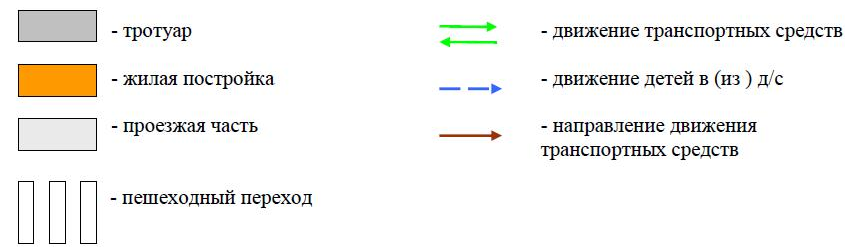 - тротуар
- жилая постройка
- проезжая часть
- пешеходный переход
- движение транспортных средств
- движение детей в (из ) д/с
- направление движения
транспортных средств